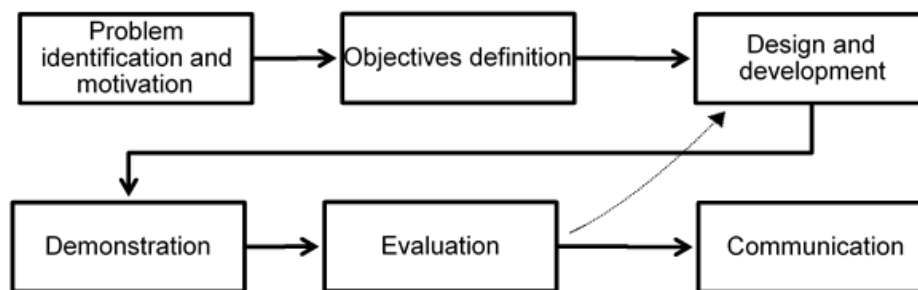 Problem
identification and
motivation
Objectives definition
Design and
development
Demonstration
Evaluation
Communication